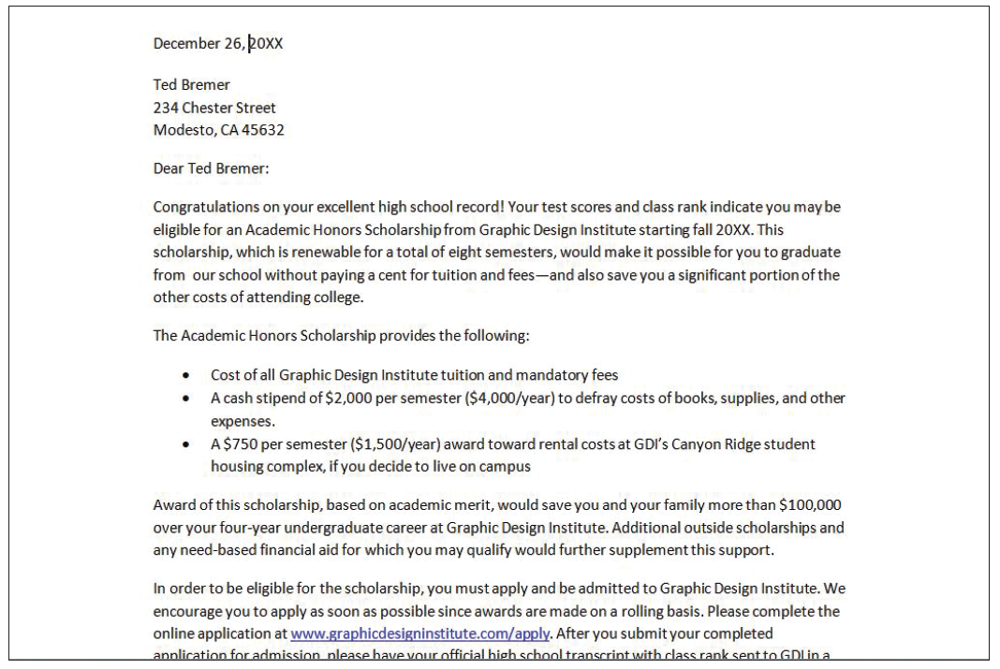 December 26, 20XX
Ted Bremer
234 Chester Street
Modesto, CA 45632
Dear Ted Bremer:
Congratulations on your excellent high school record! Your test scores and class rank indicate you may be
eligible for an Academic Honors Scholarship from Graphic Design Institute starting fall 20XX. This
scholarship, which is renewable for a total of eight semesters, would make it possible for you to graduate
from  our school without paying a cent for tuition and fees—and also save you a significant portion of the
other costs of attending college.
The Academic Honors Scholarship provides the following:
• Cost of all Graphic Design Institute tuition and mandatory fees
• A cash stipend of $2,000 per semester ($4,000/year) to defray costs of books, supplies, and other
expenses.
• A $750 per semester ($1,500/year) award toward rental costs at GDI's Canyon Ridge student
housing complex, if you decide to live on campus
Award of this scholarship, based on academic merit, would save you and your family more than $100,000
over your four-year undergraduate career at Graphic Design Institute. Additional outside scholarships and
any need-based financial aid for which you may qualify would further supplement this support.
In order to be eligible for the scholarship, you must apply and be admitted to Graphic Design Institute. We
encourage you to apply as soon as possible since awards are made on a rolling basis. Please complete the
online application at www.graphicdesigninstitute.com/apply. After you submit your completed
application for admission, please have your official high school transcript with class rank sent to GDI in a